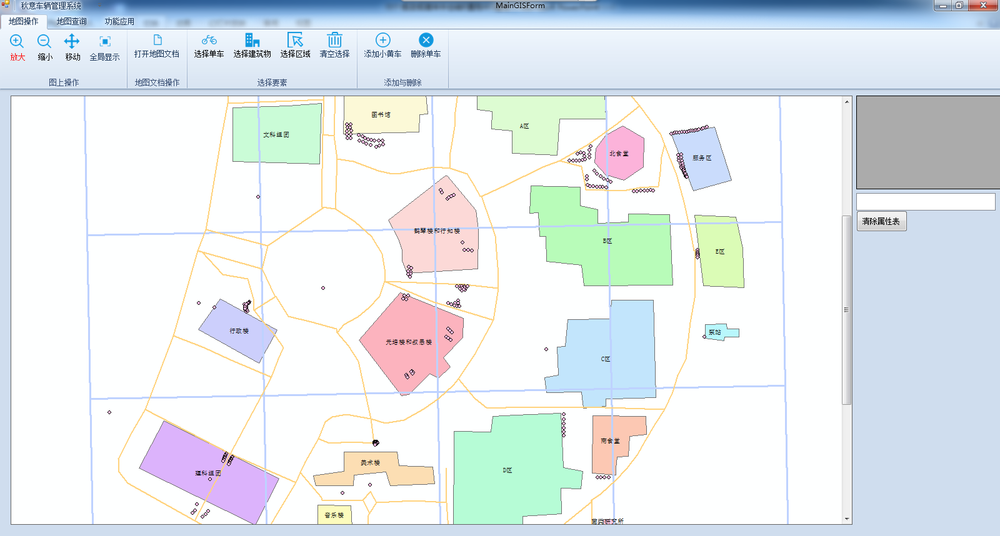 秋意车辆管理系统
MainGISForm
地图操作 地图查询 功能应用
放大 缩小 移动 全局显示 打开地图文档 选择单车 选择建筑物 选择区域 清空选择 添加小黄车 删除单车
图上操作 地图文档操作 选择要素 添加与删除
图书馆
A区
文科组团
北食堂
服务区
清除属性表
鹤琴楼和行知楼
B区
E区
行政楼
泵站
元培楼和叔愚楼
C区
南食堂
美术楼
D区
理科组团
音乐楼
菌类研究所